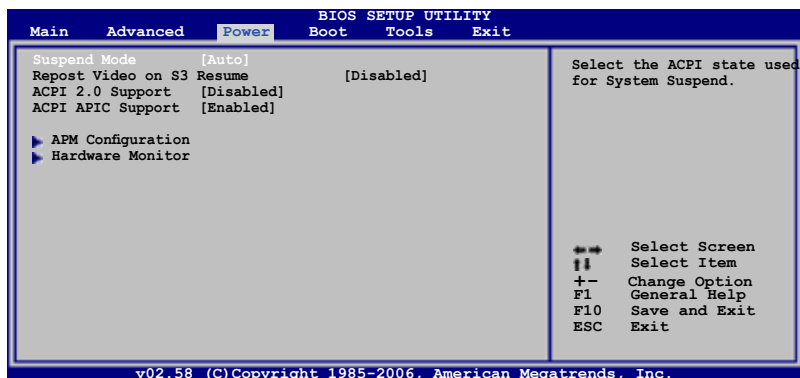 BIOS SETUP UTILITY
Main Advanced Power Boot Tools Exit
Suspend Mode [Auto]
Repost Video on S3 Resume [Disabled]
ACPI 2.0 Support [Disabled]
ACPI APIC Support [Enabled]
APM Configuration
Hardware Monitor
Select the ACPI state used
for System Suspend.
Select Screen
Select Item
+- Change Option
F1 General Help
F10 Save and Exit
ESC Exit
v02.58 (C)Copyright 1985-2006, American Megatrends, Inc.